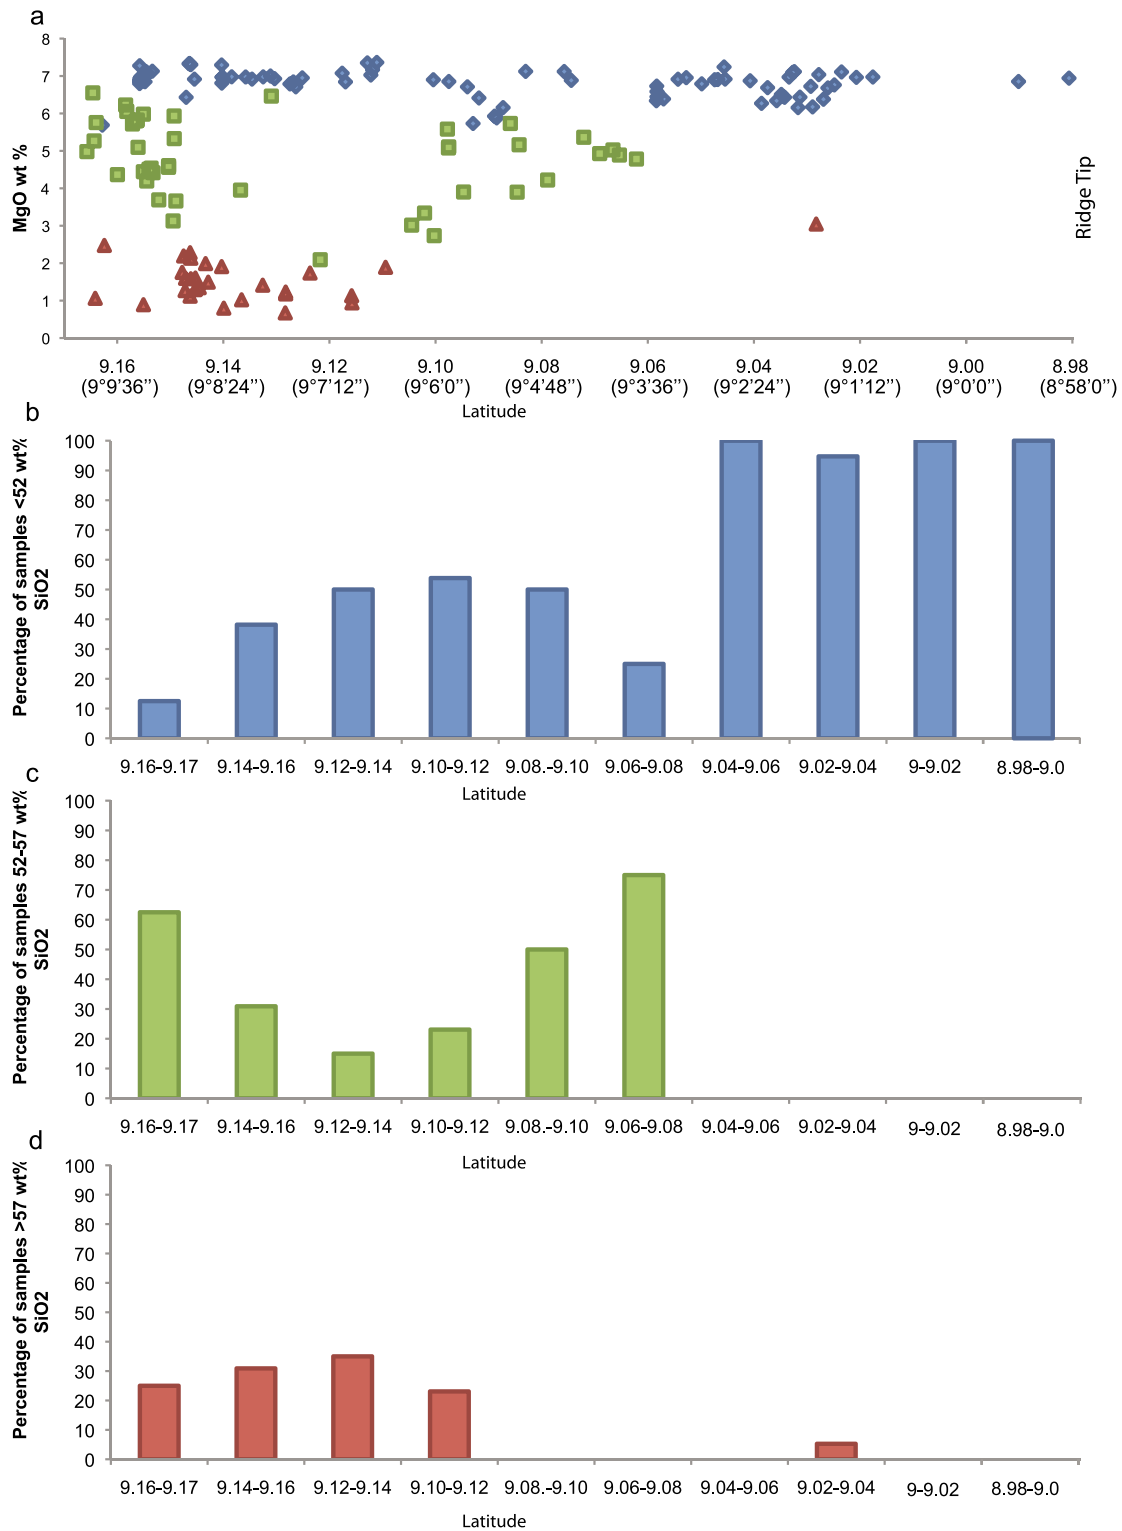 a
MgO wt %
8
7
6
5
4
3
2
1
0
9.16 9.14 9.12 9.10 9.08 9.06 9.04 9.02 9.00 8.98
(9°9'36") (9°8'24") (9°7'12") (9°6'0") (9°4'48") (9°3'36") (9°2'24") (9°1'12") (9°0'0") (8°58'0")
Ridge Tip
Latitude
b
Percentage of samples <52 wt%
SiO2
100
90
80
70
60
50
40
30
20
10
0
9.16-9.17 9.14-9.16 9.12-9.14 9.10-9.12 9.08.-9.10 9.06-9.08 9.04-9.06 9.02-9.04 9-9.02 8.98-9.0
Latitude
c
Percentage of samples 52-57 wt%
SiO2
100
90
80
70
60
50
40
30
20
10
0
9.16-9.17 9.14-9.16 9.12-9.14 9.10-9.12 9.08.-9.10 9.06-9.08 9.04-9.06 9.02-9.04 9-9.02 8.98-9.0
Latitude
d
Percentage of samples >57 wt%
SiO2
100
90
80
70
60
50
40
30
20
10
0
9.16-9.17 9.14-9.16 9.12-9.14 9.10-9.12 9.08.-9.10 9.06-9.08 9.04-9.06 9.02-9.04 9-9.02 8.98-9.0
Latitude